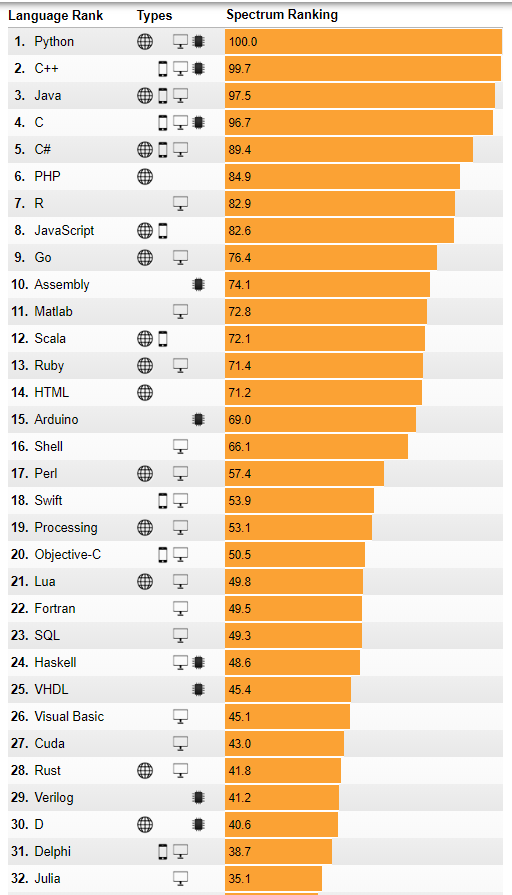 Language Rank Types Spectrum Ranking
1. Python 100.0
2. C++ 99.7
3. Java 97.5
4. C 96.7
5. C# 89.4
6. PHP 84.9
7. R 82.9
8. JavaScript 82.6
9. Go 76.4
10. Assembly 74.1
11. Matlab 72.8
12. Scala 72.1
13. Ruby 71.4
14. HTML 71.2
15. Arduino 69.0
16. Shell 66.1
17. Perl 57.4
18. Swift 53.9
19. Processing 53.1
20. Objective-C 50.5
21. Lua 49.8
22. Fortran 49.5
23. SQL 49.3
24. Haskell 48.6
25. VHDL 45.4
26. Visual Basic 45.1
27. Cuda 43.0
28. Rust 41.8
29. Verilog 41.2
30. D 40.6
31. Delphi 38.7
32. Julia 35.1